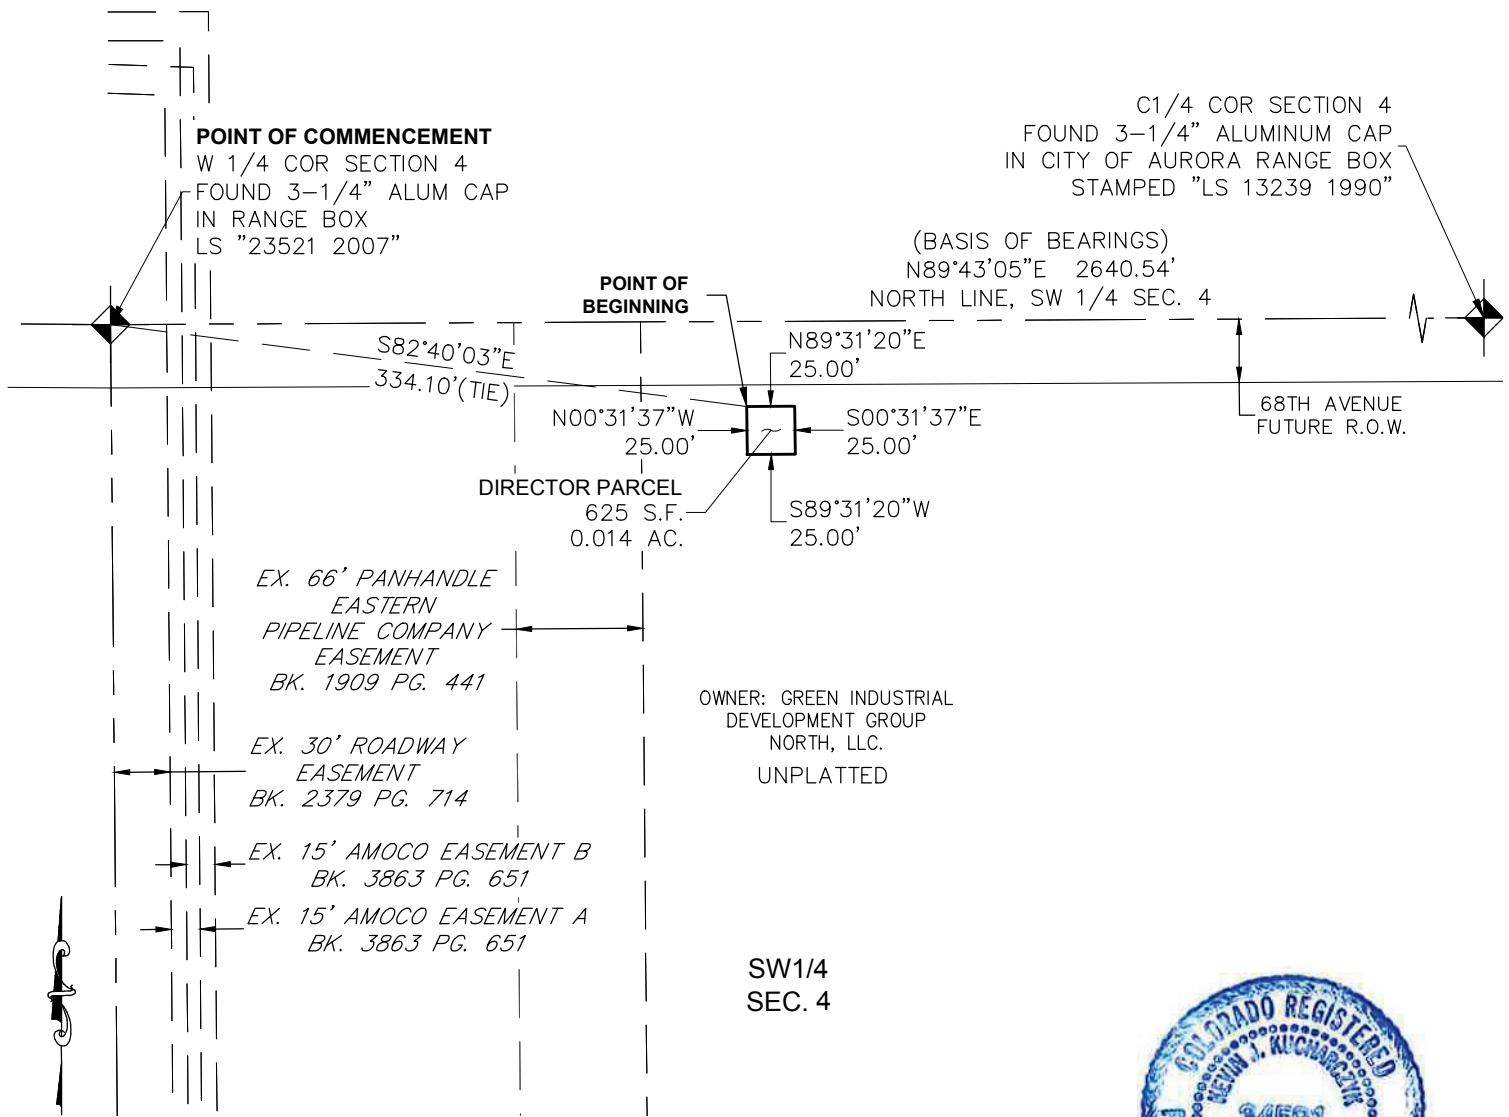 POINT OF COMMENCEMENT
W 1/4 COR SECTION 4
FOUND 3-1/4" ALUM CAP
IN RANGE BOX
LS "23521 2007"
C1/4 COR SECTION 4
FOUND 3-1/4" ALUMINUM CAP
IN CITY OF AURORA RANGE BOX
STAMPED "LS 13239 1990"
(BASIS OF BEARINGS)
N89°43'05"E 2640.54'
NORTH LINE, SW 1/4 SEC. 4
POINT OF
BEGINNING
S82°40'03"E
334.10'(TIE)
N89°31'20"E
25.00'
N00°31'37"W
25.00'
S00°31'37"E
25.00'
68TH AVENUE
FUTURE R.O.W.
DIRECTOR PARCEL
625 S.F.
0.014 AC.
S89°31'20"W
25.00'
EX. 66' PANHANDLE
EASTERN
PIPELINE COMPANY
EASEMENT
BK. 1909 PG. 441
OWNER: GREEN INDUSTRIAL
DEVELOPMENT GROUP
NORTH, LLC.
UNPLATTED
EX. 30' ROADWAY
EASEMENT
BK. 2379 PG. 714
EX. 15' AMOCO EASEMENT B
BK. 3863 PG. 651
EX. 15' AMOCO EASEMENT A
BK. 3863 PG. 651
SW1/4
SEC. 4
COLORADO REGISTERED
KEVIN J. KUCHARCZYK